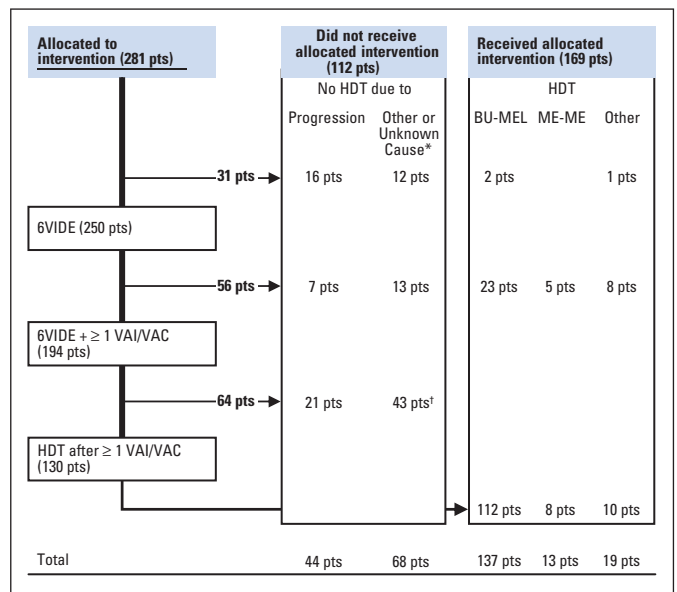 Allocated to
intervention (281 pts)
Did not receive
allocated intervention
(112 pts)
Received allocated
intervention (169 pts)
No HDT due to
HDT
Progression Other or
Unknown
Cause*
BU-MEL ME-ME Other
31 pts 16 pts 12 pts 2 pts 1 pts
6VIDE (250 pts)
56 pts 7 pts 13 pts 23 pts 5 pts 8 pts
6VIDE + ≥ 1 VAI/VAC
(194 pts)
64 pts 21 pts 43 pts†
HDT after ≥ 1 VAI/VAC
(130 pts)
112 pts 8 pts 10 pts
Total 44 pts 68 pts 137 pts 13 pts 19 pts